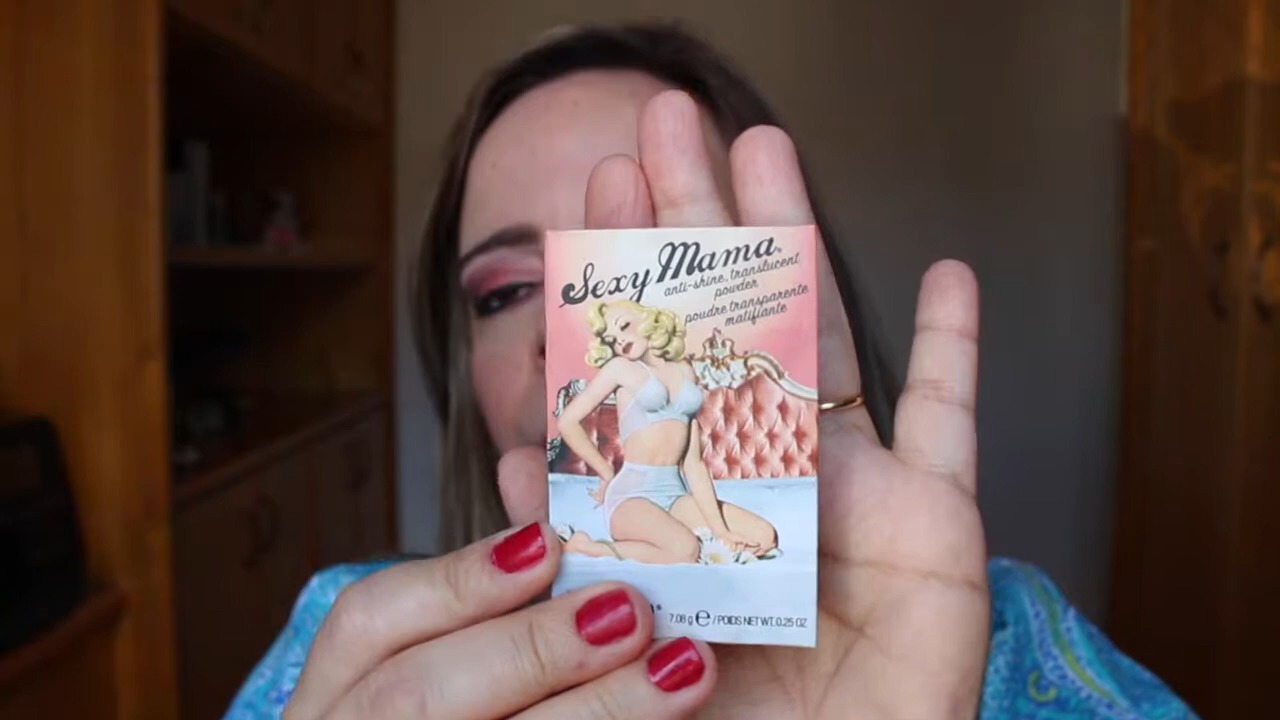 Sexy Mama
anti-shine, translucent
powder
poudre transparente
matifiante
7.08 g e / POIDS NET WT. 0.25 OZ